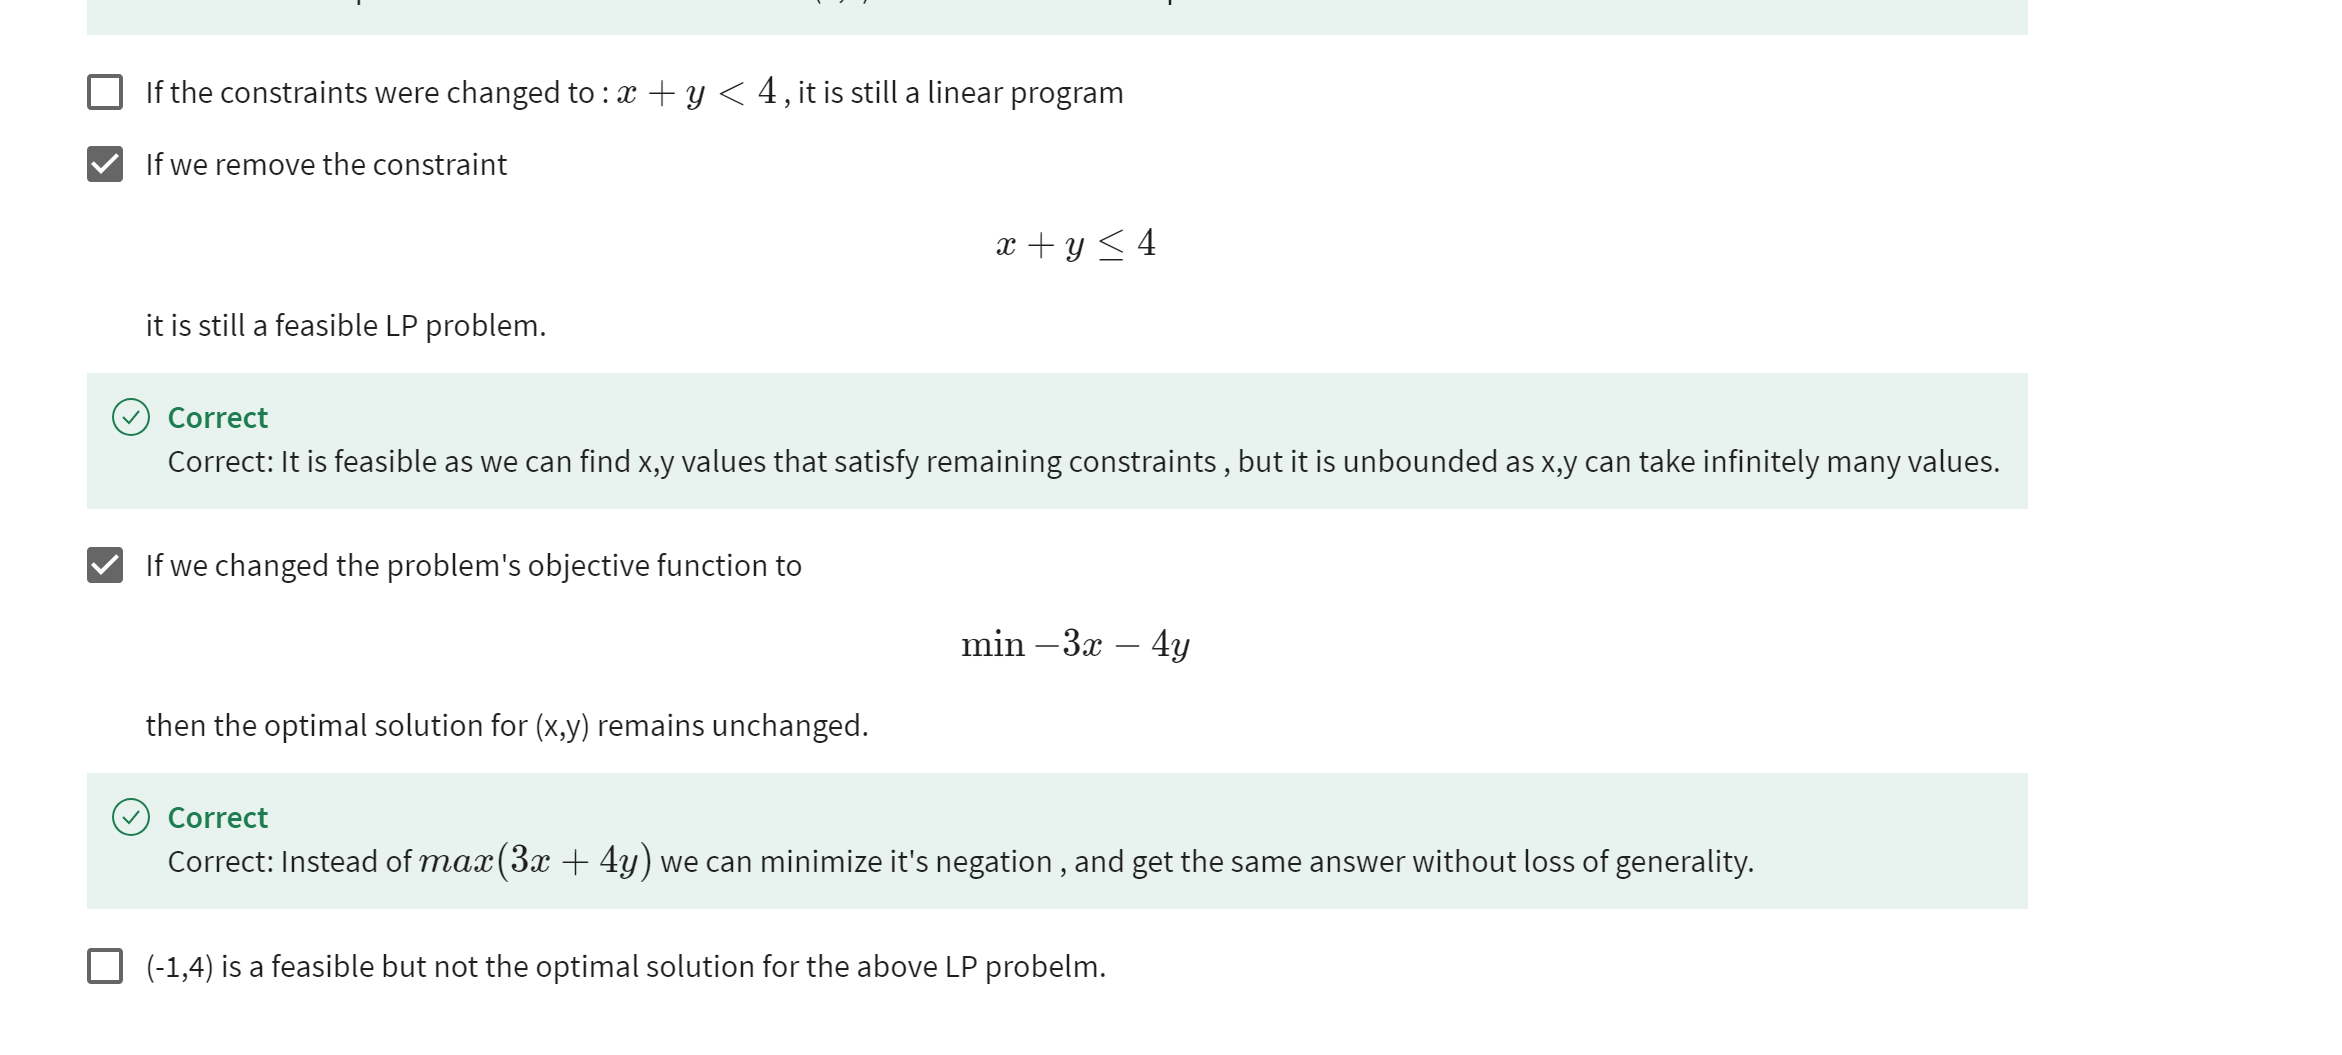 If the constraints were changed to : x + y < 4 , it is still a linear program
If we remove the constraint
x + y ≤ 4
it is still a feasible LP problem.
Correct
Correct: It is feasible as we can find x,y values that satisfy remaining constraints , but it is unbounded as x,y can take infinitely many values.
If we changed the problem's objective function to
min −3x − 4y
then the optimal solution for (x,y) remains unchanged.
Correct
Correct: Instead of max(3x + 4y) we can minimize it's negation , and get the same answer without loss of generality.
(-1,4) is a feasible but not the optimal solution for the above LP probelm.